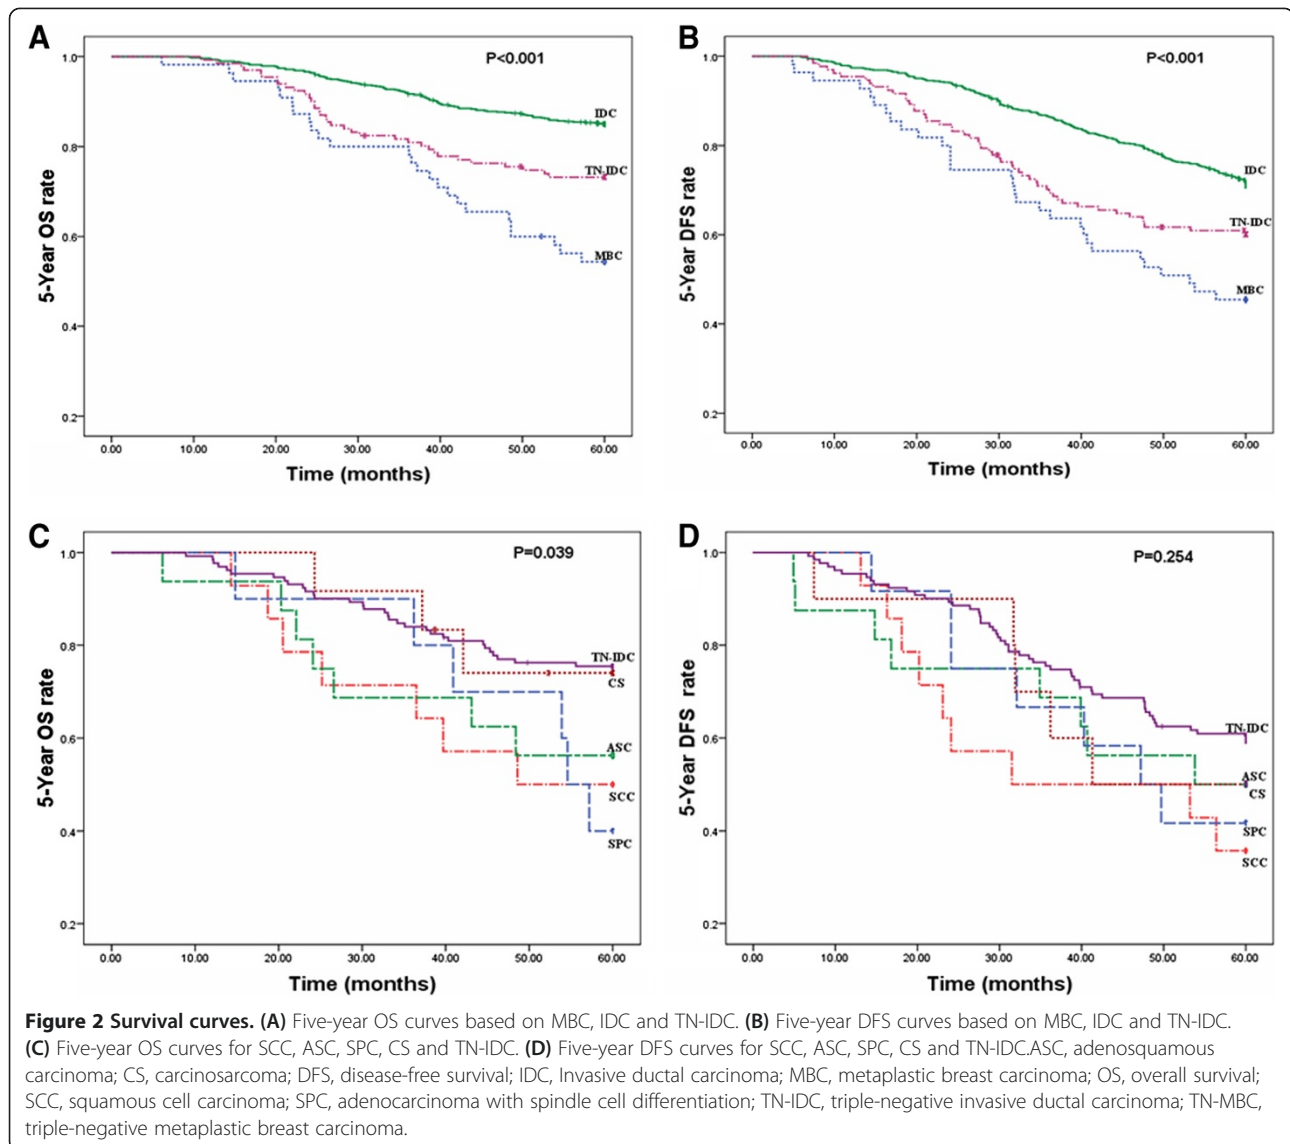 A
P<0.001
1.0
0.8
0.6
0.4
0.2
5-Year OS rate
IDC
TN-IDC
MBC
0.00 10.00 20.00 30.00 40.00 50.00 60.00
Time (months)
B
P<0.001
1.0
0.8
0.6
0.4
0.2
5-Year DFS rate
IDC
TN-IDC
MBC
0.00 10.00 20.00 30.00 40.00 50.00 60.00
Time (months)
C
P=0.039
1.0
0.8
0.6
0.4
0.2
5-Year OS rate
TN-IDC
CS
ASC
SCC
SPC
0.00 10.00 20.00 30.00 40.00 50.00 60.00
Time (months)
D
P=0.254
1.0
0.8
0.6
0.4
0.2
5-Year DFS rate
TN-IDC
ASC
CS
SPC
SCC
0.00 10.00 20.00 30.00 40.00 50.00 60.00
Time (months)
Figure 2 Survival curves. (A) Five-year OS curves based on MBC, IDC and TN-IDC. (B) Five-year DFS curves based on MBC, IDC and TN-IDC.
(C) Five-year OS curves for SCC, ASC, SPC, CS and TN-IDC. (D) Five-year DFS curves for SCC, ASC, SPC, CS and TN-IDC.ASC, adenosquamous
carcinoma; CS, carcinosarcoma; DFS, disease-free survival; IDC, Invasive ductal carcinoma; MBC, metaplastic breast carcinoma; OS, overall survival;
SCC, squamous cell carcinoma; SPC, adenocarcinoma with spindle cell differentiation; TN-IDC, triple-negative invasive ductal carcinoma; TN-MBC,
triple-negative metaplastic breast carcinoma.